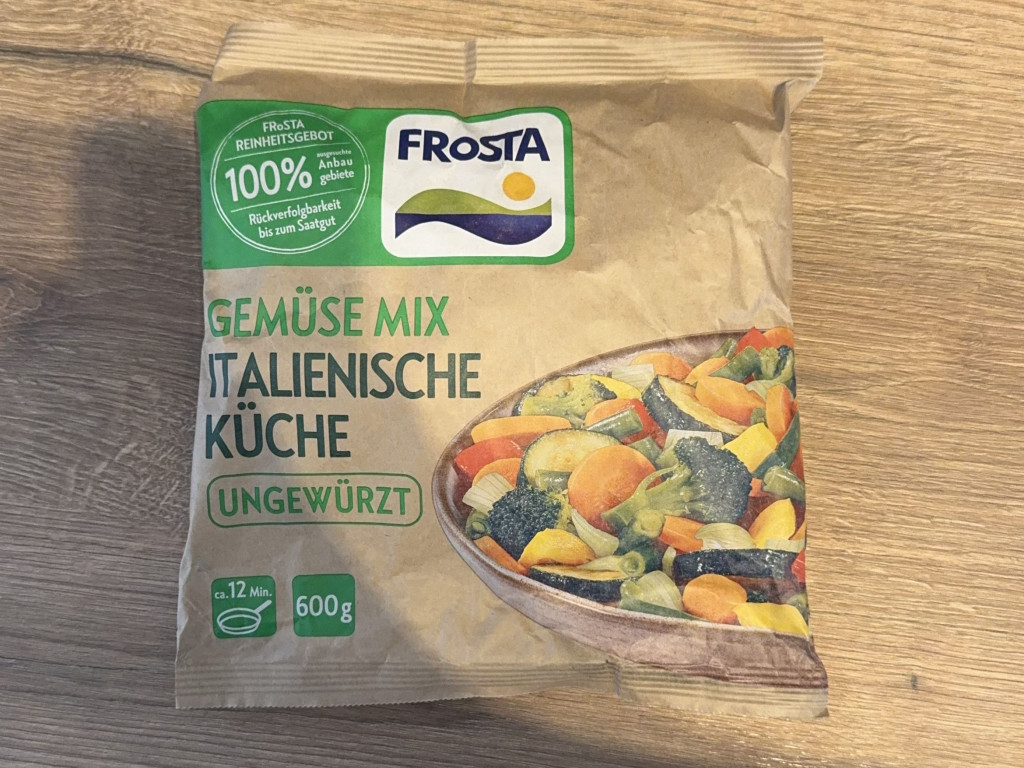 FRoSTA
REINHEITSGEBOT
100% ausgesuchte
Anbau
gebiete
Rückverfolgbarkeit
bis zum Saatgut
FRoSTA
GEMÜSE MIX
ITALIENISCHE
KÜCHE
UNGEWÜRZT
ca. 12 Min.
600g